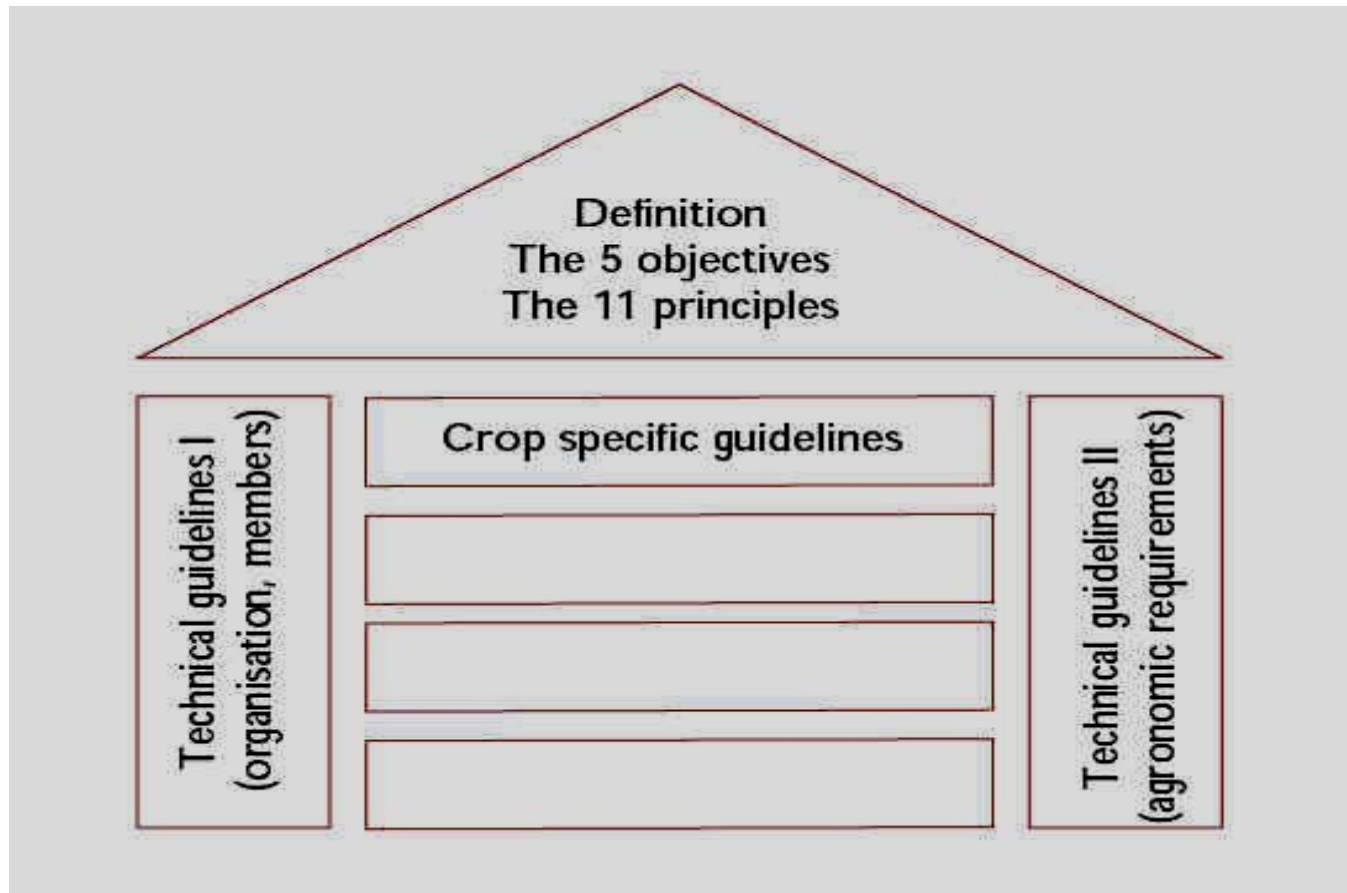 Definition
The 5 objectives
The 11 principles
Technical guidelines I
(organisation, members)
Crop specific guidelines
Technical guidelines II
(agronomic requirements)